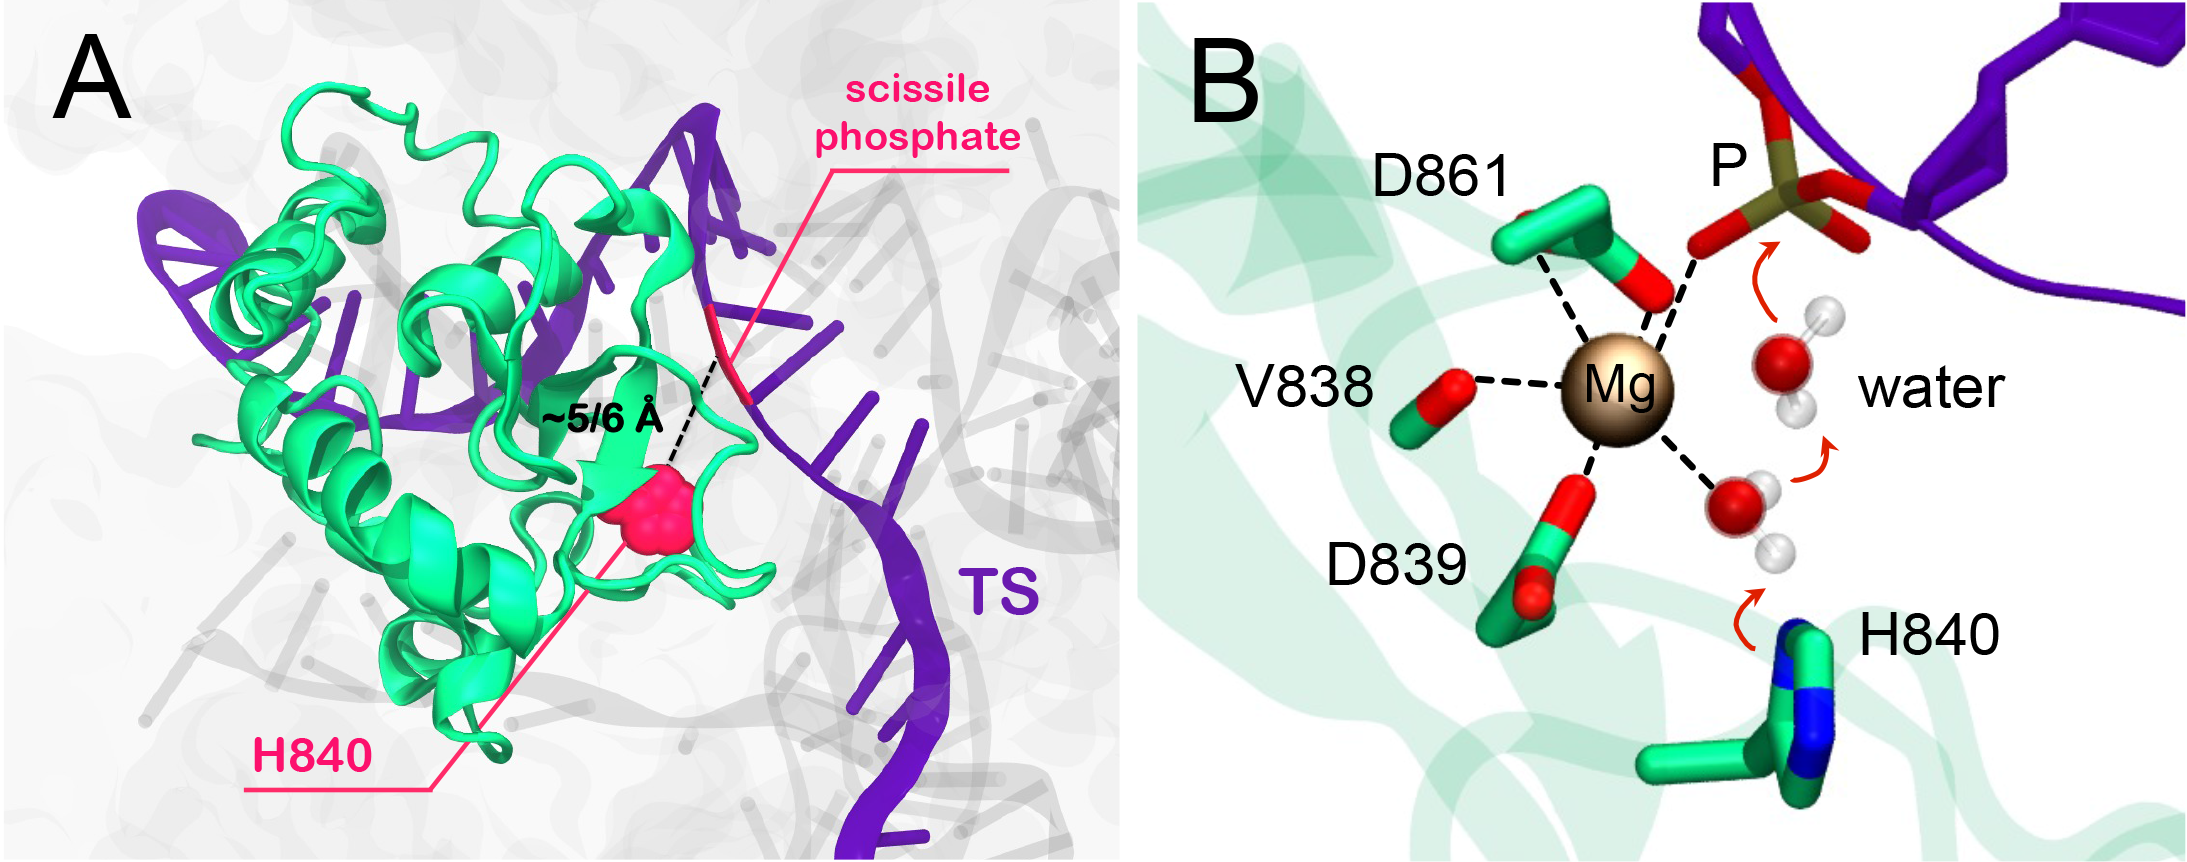 A
scissile
phosphate
~5/6 Å
TS
H840
B
D861
P
V838
Mg
water
D839
H840